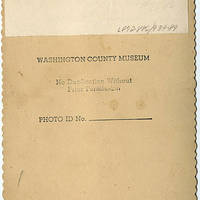 WASHINGTON COUNTY MUSEUM
No Duplication Without
Prior Permission
PHOTO ID No.